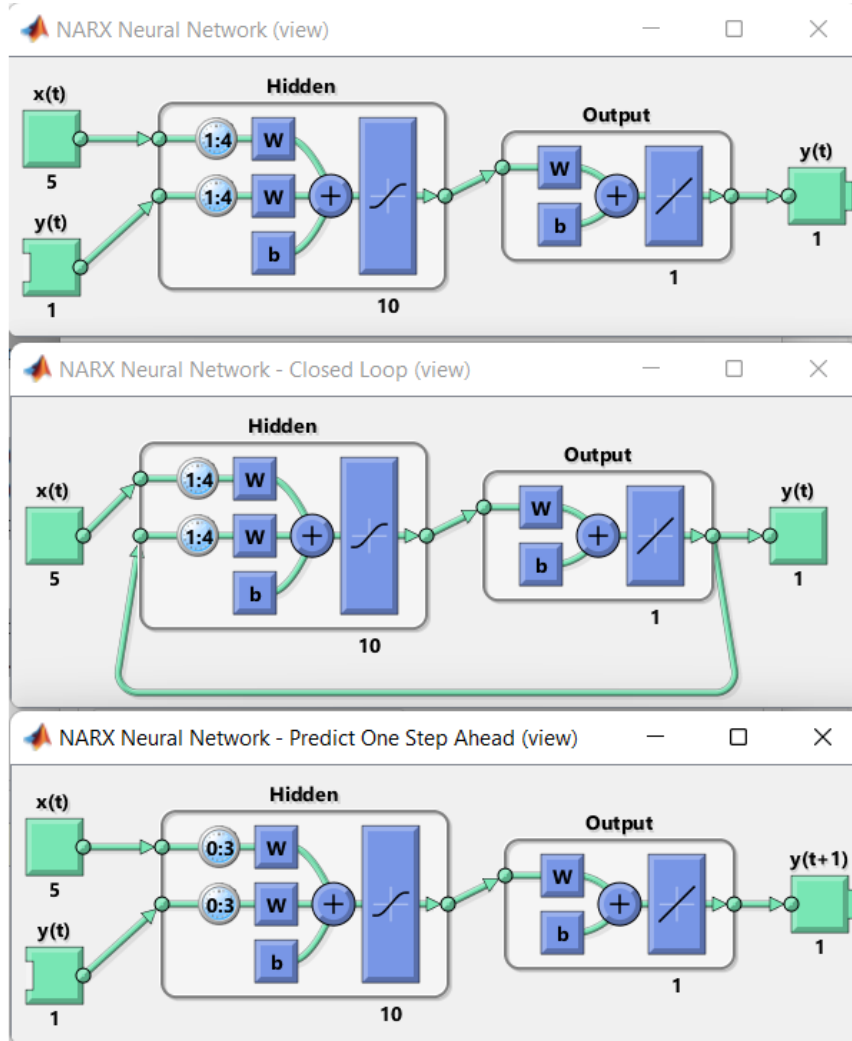 NARX Neural Network (view)
Hidden
x(t)
Output
1:4
W
y(t)
W
5
1:4
W
y(t)
b
b
1
1
1
10
NARX Neural Network - Closed Loop (view)
Hidden
Output
x(t)
1:4
W
y(t)
W
1:4
W
5
b
1
b
1
10
NARX Neural Network - Predict One Step Ahead (view)
Hidden
x(t)
Output
0:3
W
y(t+1)
W
5
0:3
W
y(t)
b
b
1
1
1
10